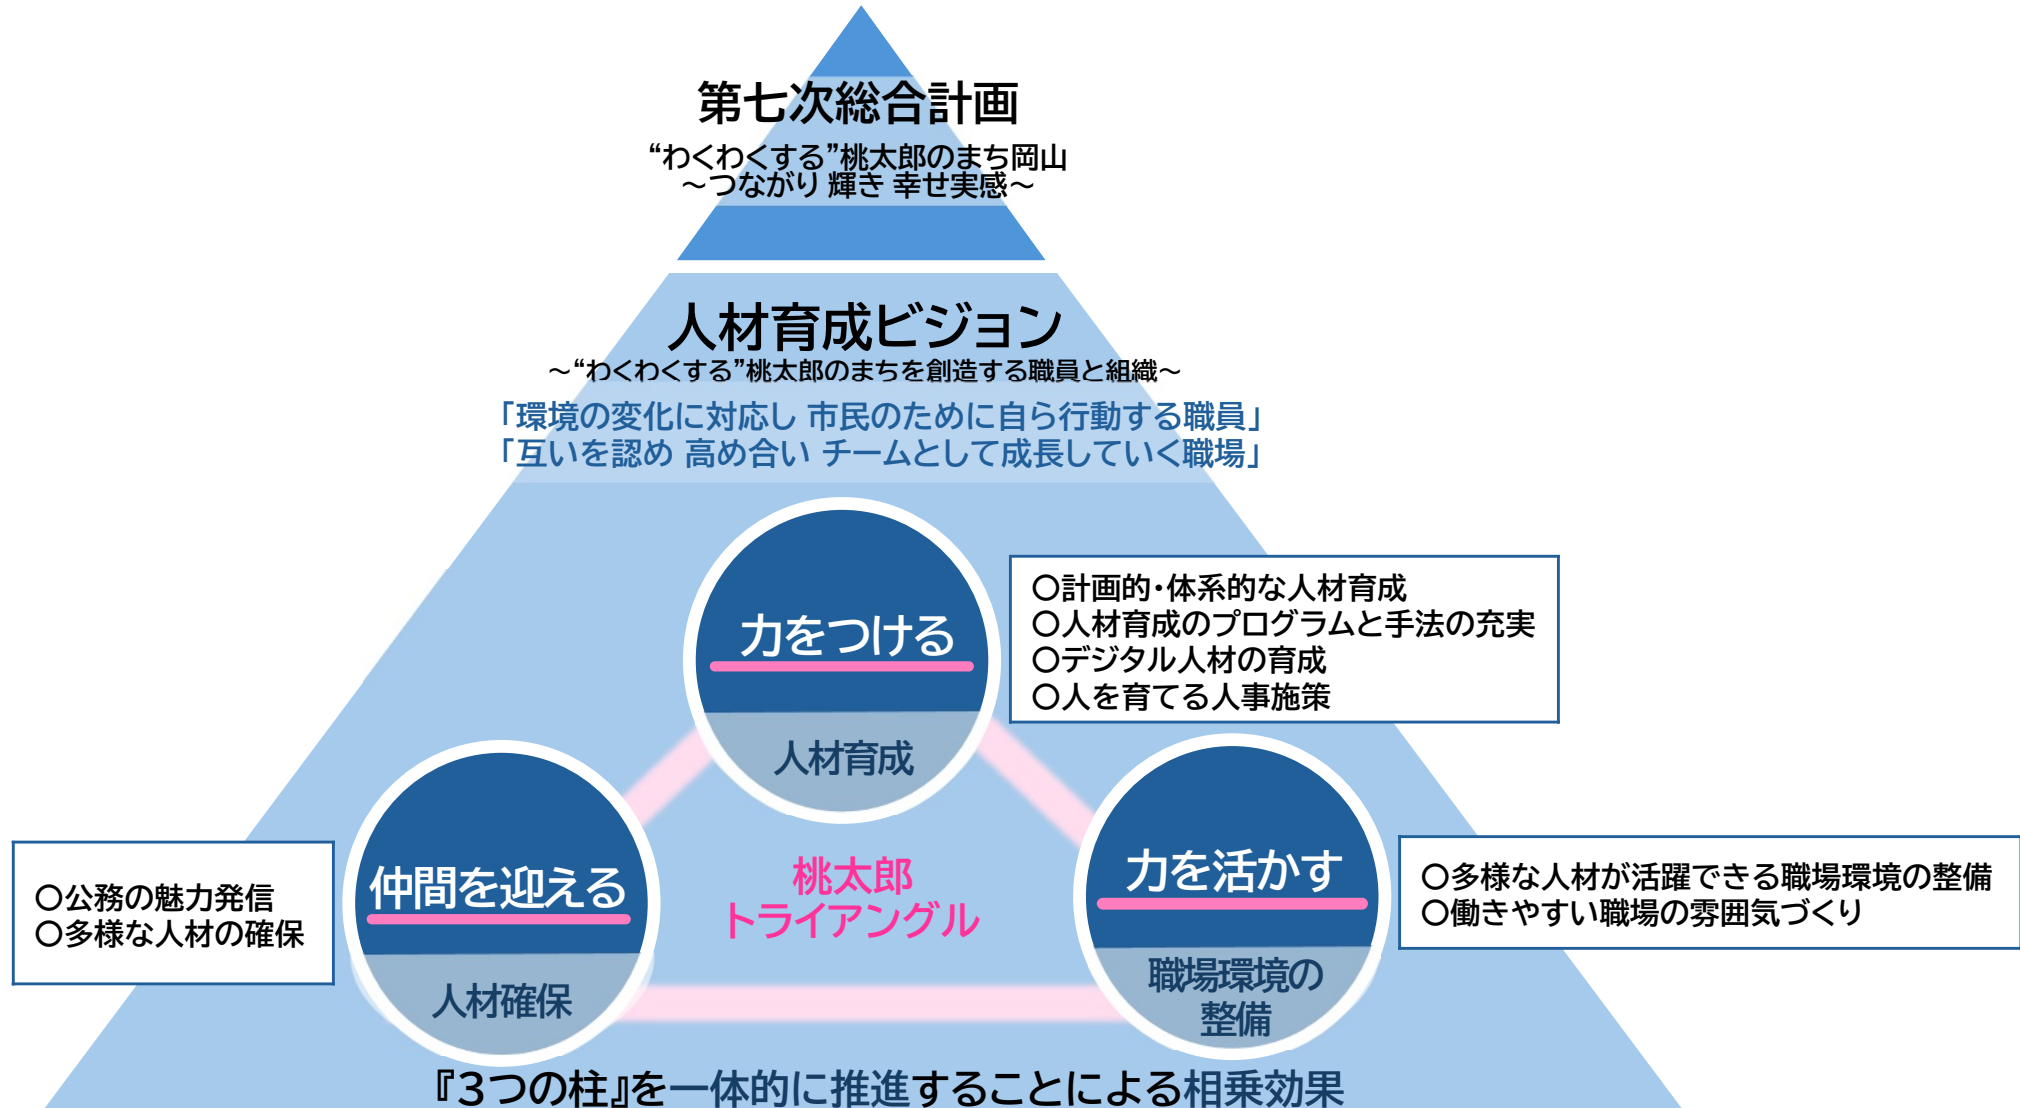 第七次総合計画
“わくわくする”桃太郎のまち岡山
～つながり 輝き 幸せ実感～
人材育成ビジョン
～“わくわくする”桃太郎のまちを創造する職員と組織～
「環境の変化に対応し 市民のために自ら行動する職員」
「互いを認め 高め合い チームとして成長していく職場」
力をつける
人材育成
〇計画的・体系的な人材育成
〇人材育成のプログラムと手法の充実
〇デジタル人材の育成
〇人を育てる人事施策
〇公務の魅力発信
〇多様な人材の確保
仲間を迎える
人材確保
桃太郎
トライアングル
力を活かす
職場環境の
整備
〇多様な人材が活躍できる職場環境の整備
〇働きやすい職場の雰囲気づくり
『３つの柱』を一体的に推進することによる相乗効果